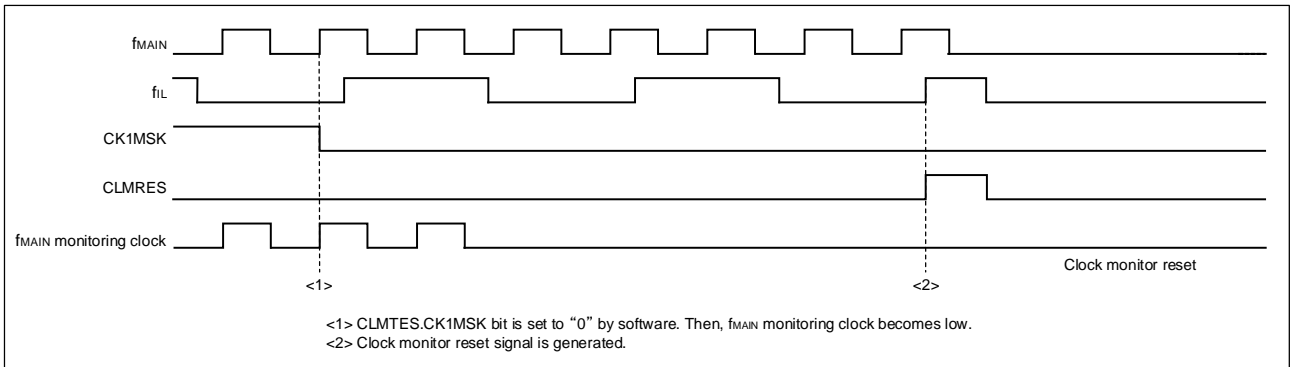 fMAIN
fIL
CK1MSK
CLMRES
fMAIN monitoring clock
Clock monitor reset
<1>
<2>
<1> CLMTES.CK1MSK bit is set to “0” by software. Then, fMAIN monitoring clock becomes low.
<2> Clock monitor reset signal is generated.